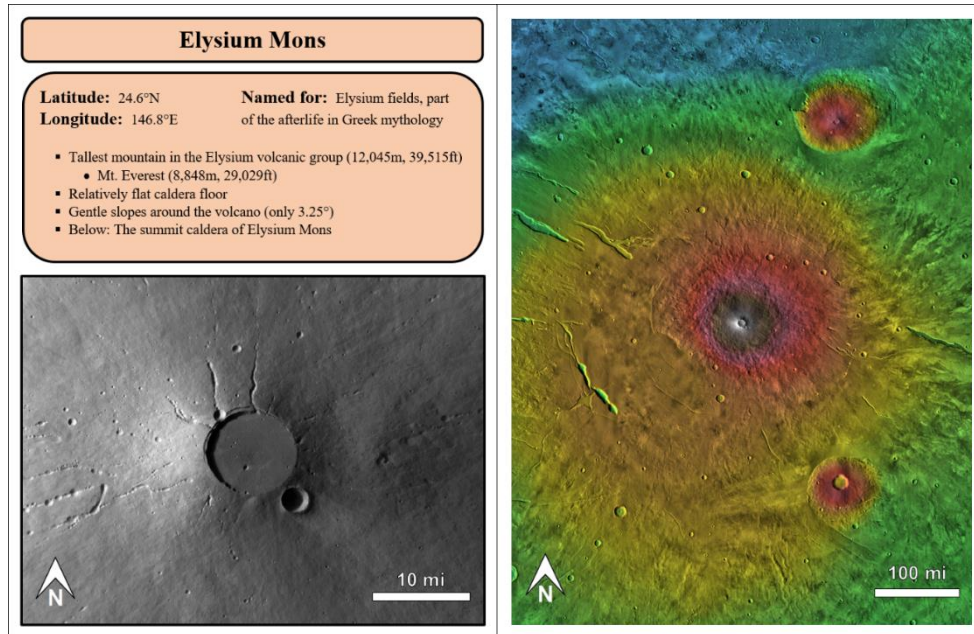 Elysium Mons
Latitude: 24.6°N
Longitude: 146.8°E
Named for: Elysium fields, part
of the afterlife in Greek mythology
▪ Tallest mountain in the Elysium volcanic group (12,045m, 39,515ft)
• Mt. Everest (8,848m, 29,029ft)
▪ Relatively flat caldera floor
▪ Gentle slopes around the volcano (only 3.25°)
▪ Below: The summit caldera of Elysium Mons
N
10 mi
N
100 mi